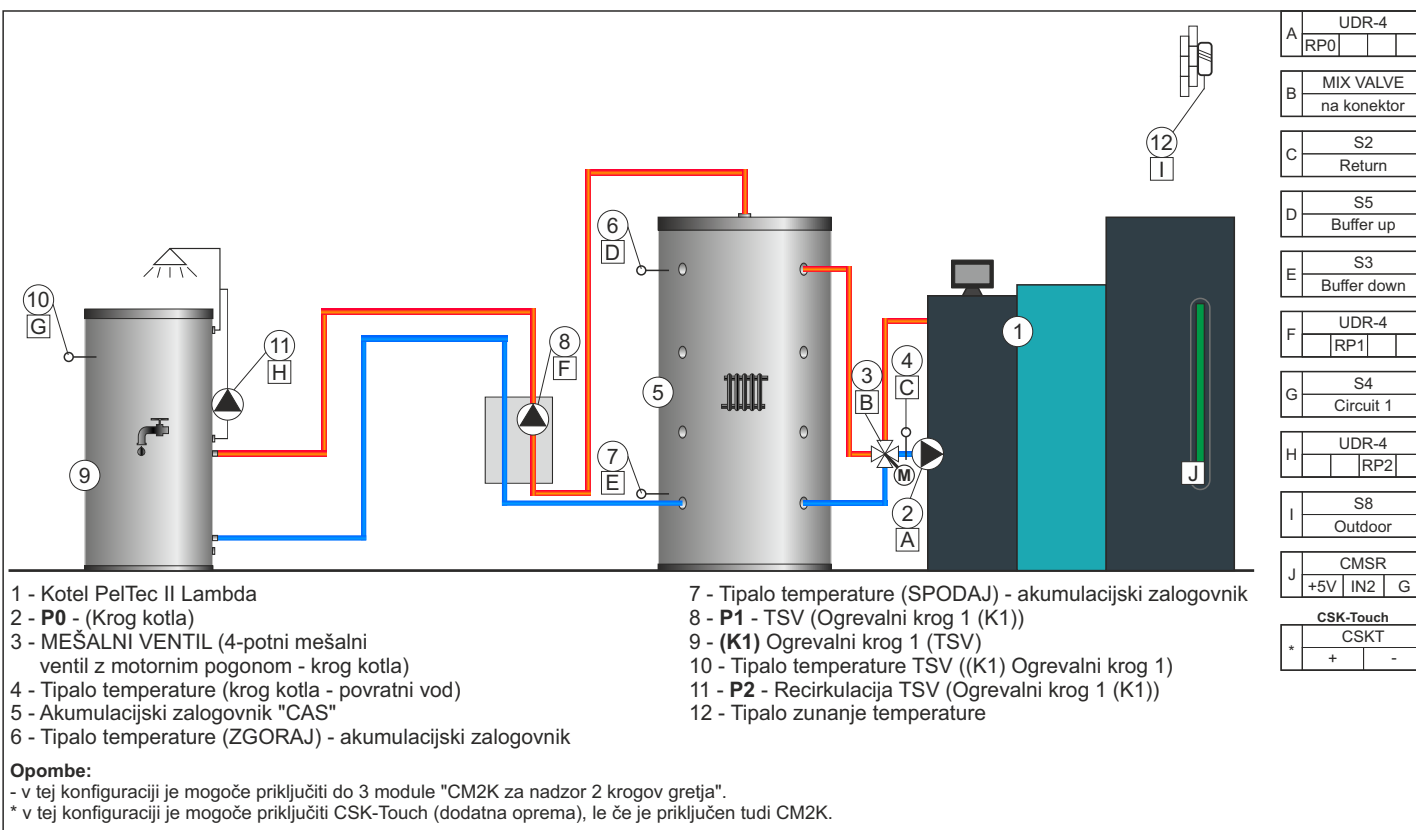 A UDR-4
RP0
B MIX VALVE
na konektor
C S2
Return
D S5
Buffer up
E S3
Buffer down
F UDR-4
RP1
G S4
Circuit 1
H UDR-4
RP2
I S8
Outdoor
J CMSR
+5V IN2 G
CSK-Touch
* CSKT
+ -
12
I
6
D
10
G
11
H
8
F
1
3
B
4
C
5
7
E
9
M
J
2
A
1 - Kotel PelTec II Lambda
2 - P0 - (Krog kotla)
3 - MEŠALNI VENTIL (4-potni mešalni
ventil z motornim pogonom - krog kotla)
4 - Tipalo temperature (krog kotla - povratni vod)
5 - Akumulacijski zalogovnik "CAS"
6 - Tipalo temperature (ZGORAJ) - akumulacijski zalogovnik
7 - Tipalo temperature (SPODAJ) - akumulacijski zalogovnik
8 - P1 - TSV (Ogrevalni krog 1 (K1))
9 - (K1) Ogrevalni krog 1 (TSV)
10 - Tipalo temperature TSV ((K1) Ogrevalni krog 1)
11 - P2 - Recirkulacija TSV (Ogrevalni krog 1 (K1))
12 - Tipalo zunanje temperature
Opombe:
- v tej konfiguraciji je mogoče priključiti do 3 module "CM2K za nadzor 2 krogov gretja".
* v tej konfiguraciji je mogoče priključiti CSK-Touch (dodatna oprema), le če je priključen tudi CM2K.